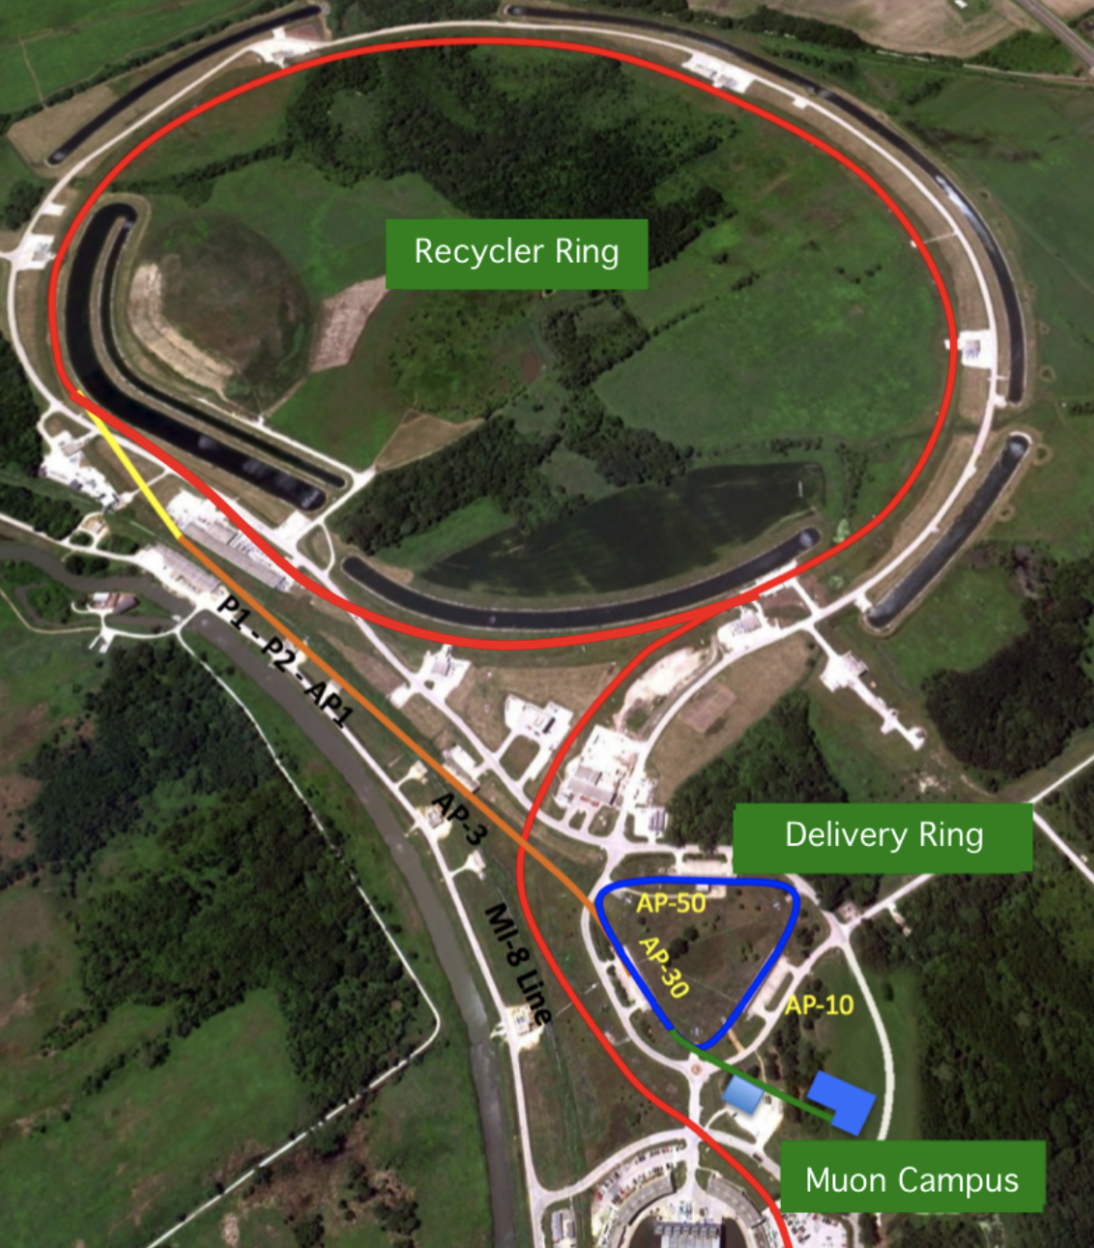 Recycler Ring
P1 - P2 - AP1
AP-3
Delivery Ring
AP-50
MI-8 Line
AP-30
AP-10
Muon Campus